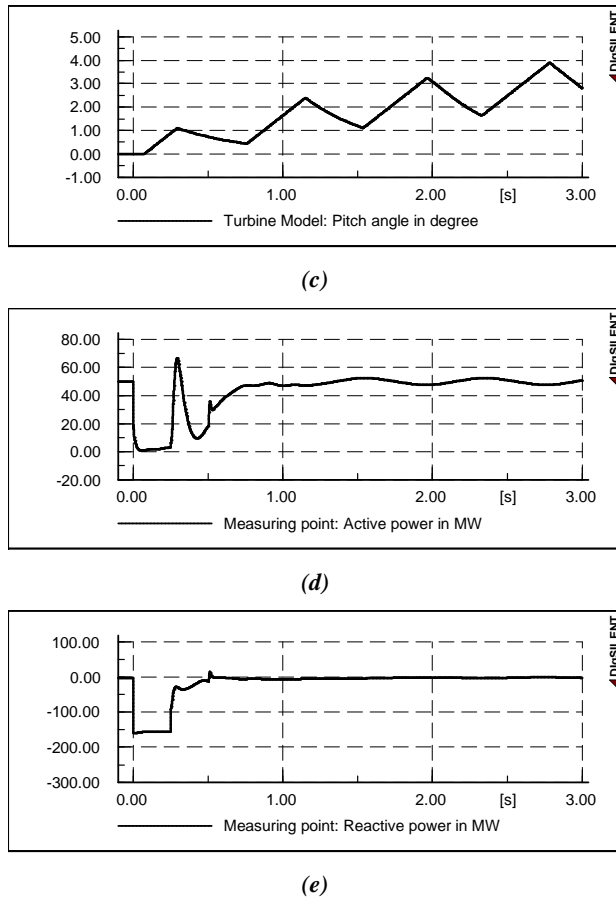 DIgSILENT
5.00
4.00
3.00
2.00
1.00
0.00
-1.00
0.00 1.00 2.00 [s] 3.00
Turbine Model: Pitch angle in degree
(c)
DIgSILENT
80.00
60.00
40.00
20.00
0.00
-20.00
0.00 1.00 2.00 [s] 3.00
Measuring point: Active power in MW
(d)
DIgSILENT
100.00
0.00
-100.00
-200.00
-300.00
0.00 1.00 2.00 [s] 3.00
Measuring point: Reactive power in MW
(e)